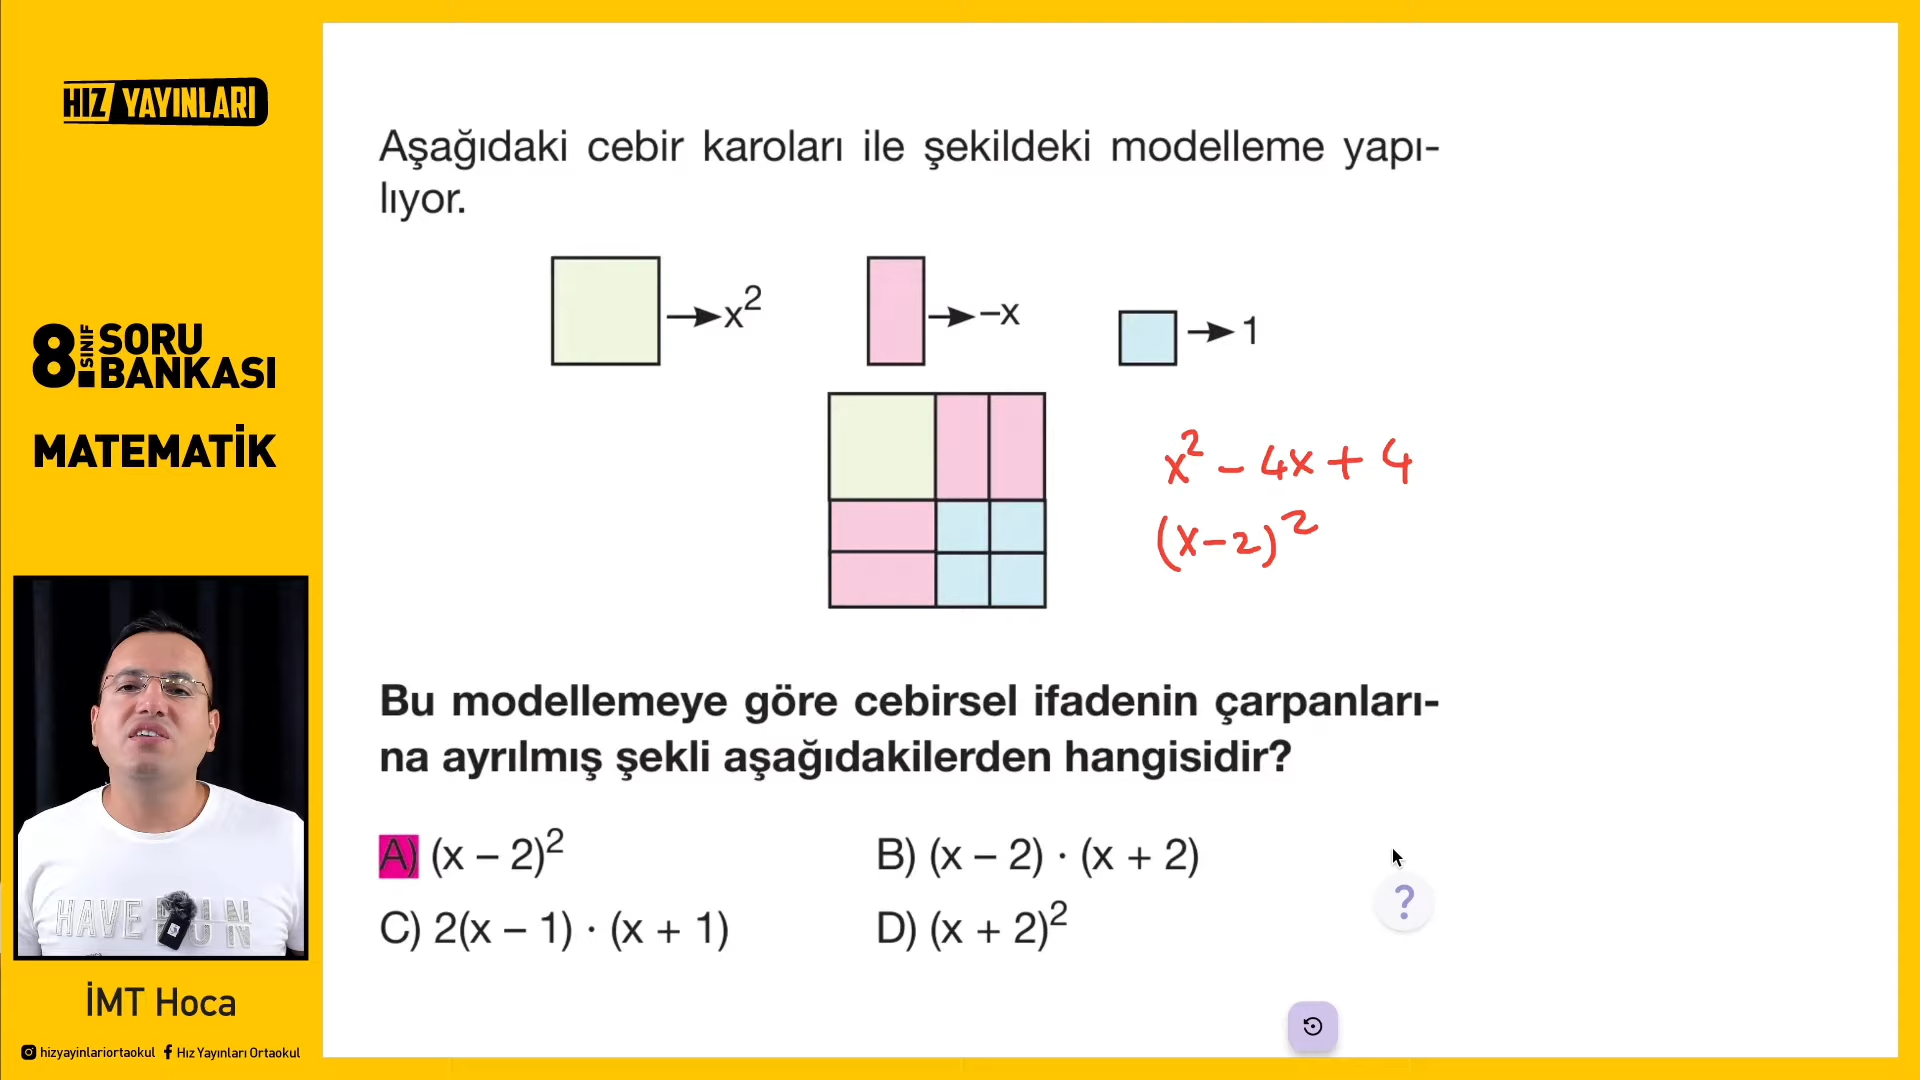 HIZ YAYINLARI
8. SINIF SORU BANKASI
MATEMATİK
Aşağıdaki cebir karoları ile şekildeki modelleme yapı-
lıyor.
x²
–x
1
x² – 4x + 4
(x–2)²
Bu modellemeye göre cebirsel ifadenin çarpanları-
na ayrılmış şekli aşağıdakilerden hangisidir?
A) (x – 2)²
B) (x – 2) · (x + 2)
C) 2(x – 1) · (x + 1)
D) (x + 2)²
?
HAVE FUN
İMT Hoca
hizyayinlariortaokul Hız Yayınları Ortaokul